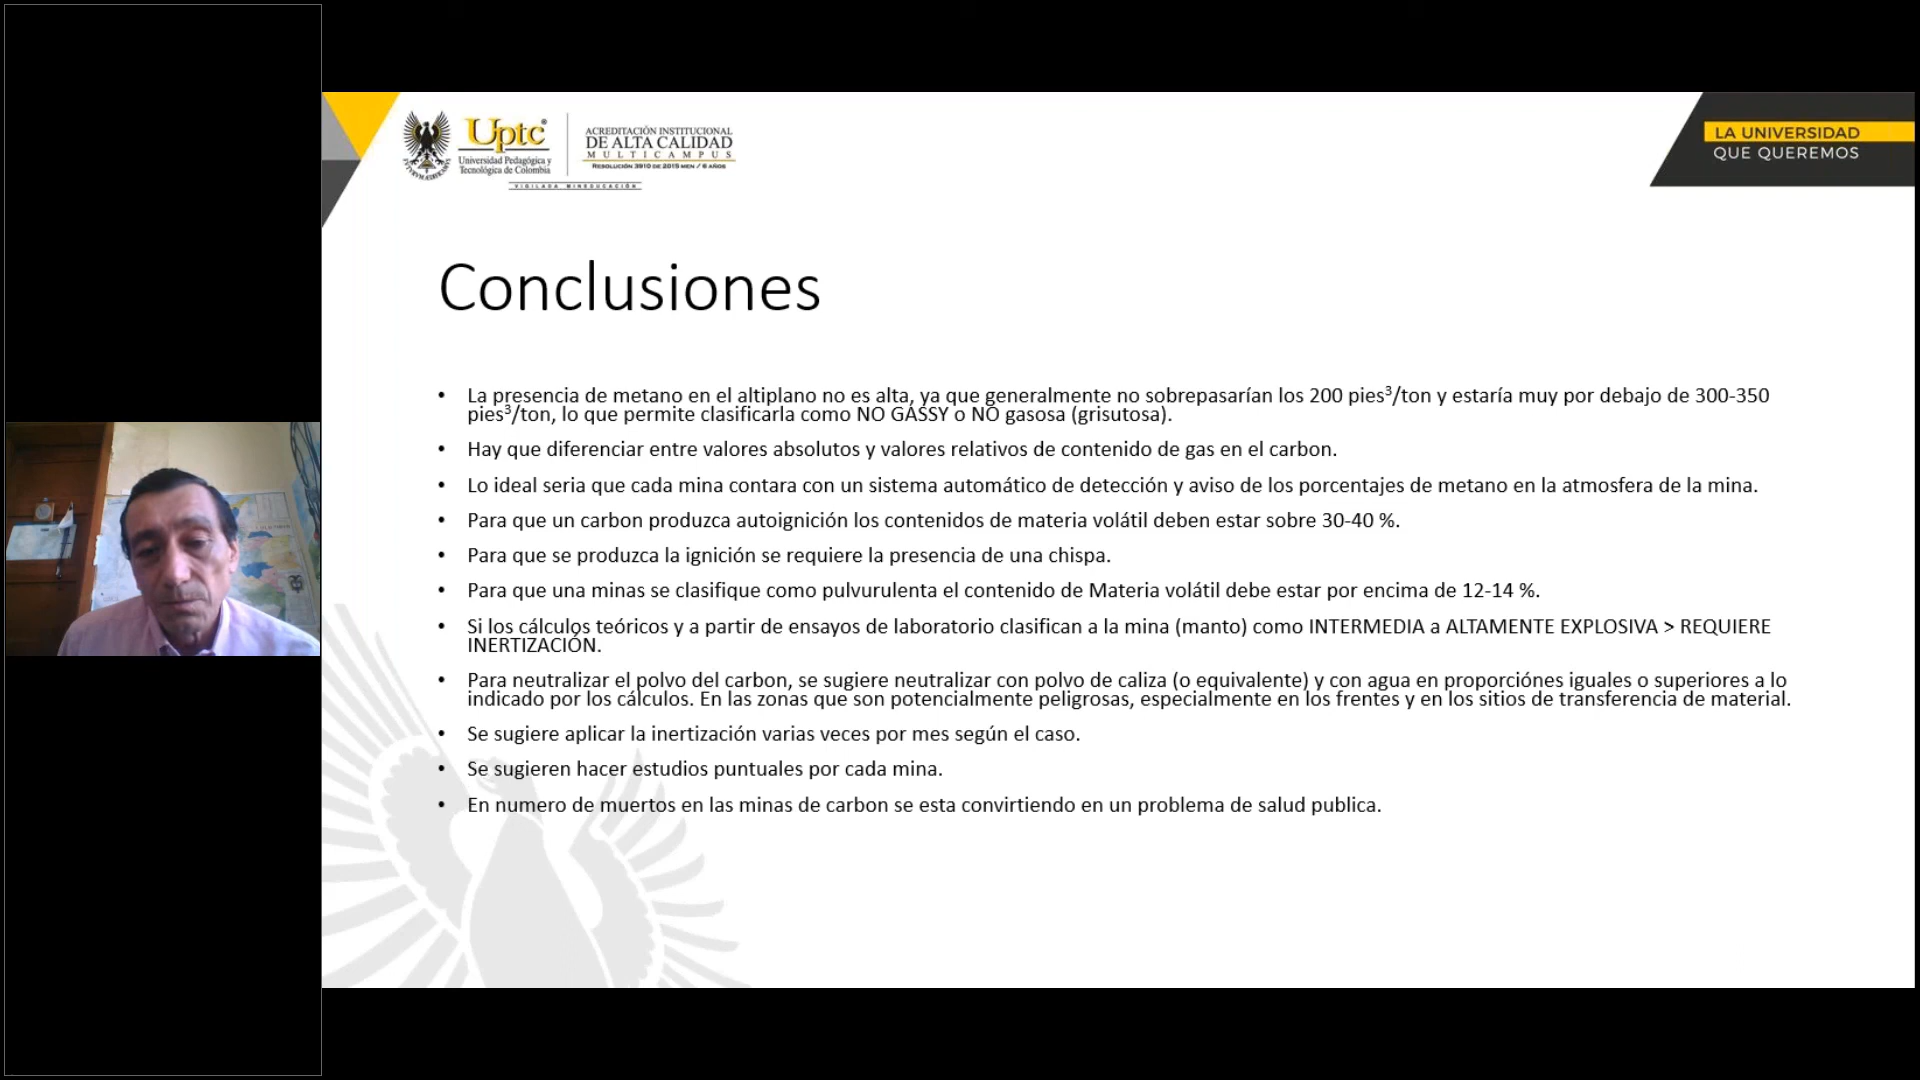 Uptc
Universidad Pedagógica y
Tecnológica de Colombia
VIGILADA MINEDUCACIÓN
ACREDITACIÓN INSTITUCIONAL
DE ALTA CALIDAD
MULTICAMPUS
RESOLUCIÓN 3910 DE 2015 MEN / 6 AÑOS
LA UNIVERSIDAD
QUE QUEREMOS
Conclusiones
• La presencia de metano en el altiplano no es alta, ya que generalmente no sobrepasarían los 200 pies³/ton y estaría muy por debajo de 300-350
pies³/ton, lo que permite clasificarla como NO GASSY o NO gasosa (grisutosa).
• Hay que diferenciar entre valores absolutos y valores relativos de contenido de gas en el carbon.
• Lo ideal seria que cada mina contara con un sistema automático de detección y aviso de los porcentajes de metano en la atmosfera de la mina.
• Para que un carbon produzca autoignición los contenidos de materia volátil deben estar sobre 30-40 %.
• Para que se produzca la ignición se requiere la presencia de una chispa.
• Para que una minas se clasifique como pulvurulenta el contenido de Materia volátil debe estar por encima de 12-14 %.
• Si los cálculos teóricos y a partir de ensayos de laboratorio clasifican a la mina (manto) como INTERMEDIA a ALTAMENTE EXPLOSIVA > REQUIERE
INERTIZACIÓN.
• Para neutralizar el polvo del carbon, se sugiere neutralizar con polvo de caliza (o equivalente) y con agua en proporciónes iguales o superiores a lo
indicado por los cálculos. En las zonas que son potencialmente peligrosas, especialmente en los frentes y en los sitios de transferencia de material.
• Se sugiere aplicar la inertización varias veces por mes según el caso.
• Se sugieren hacer estudios puntuales por cada mina.
• En numero de muertos en las minas de carbon se esta convirtiendo en un problema de salud publica.